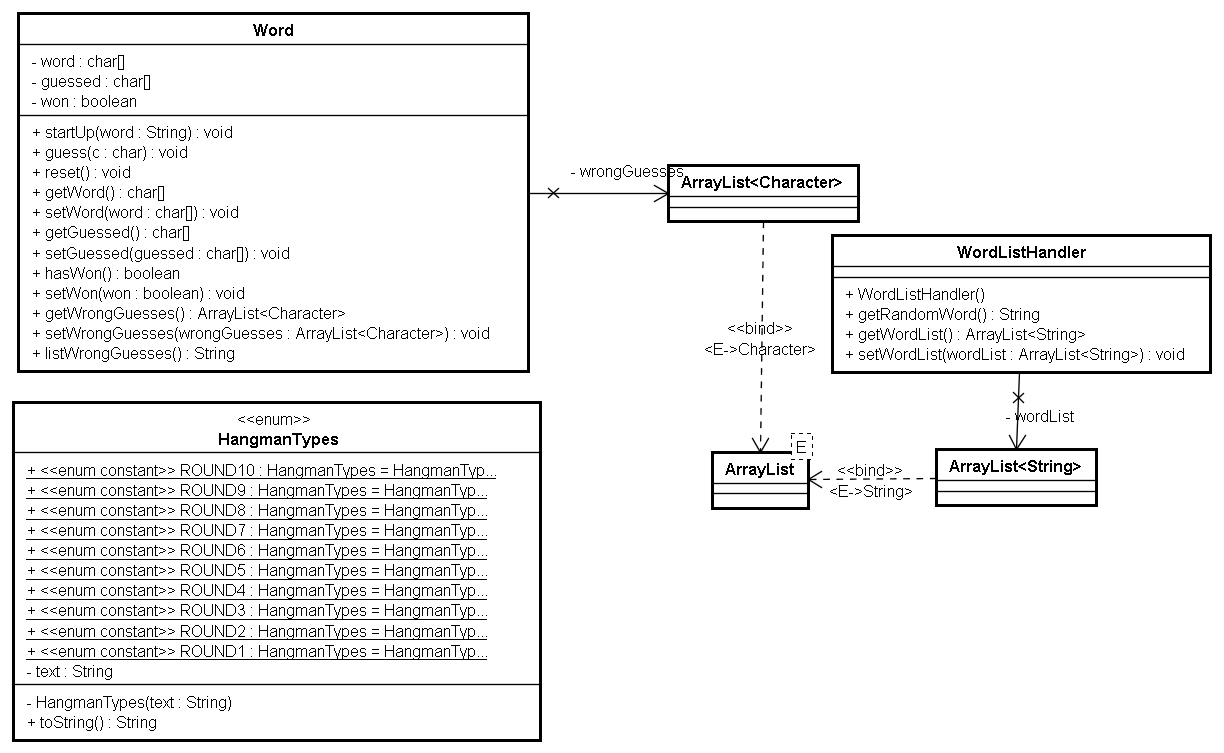 Word
- word : char[]
- guessed : char[]
- won : boolean
+ startUp(word : String) : void
+ guess(c : char) : void
+ reset() : void
+ getWord() : char[]
+ setWord(word : char[]) : void
+ getGuessed() : char[]
+ setGuessed(guessed : char[]) : void
+ hasWon() : boolean
+ setWon(won : boolean) : void
+ getWrongGuesses() : ArrayList<Character>
+ setWrongGuesses(wrongGuesses : ArrayList<Character>) : void
+ listWrongGuesses() : String
- wrongGuesses
ArrayList<Character>
WordListHandler
+ WordListHandler()
+ getRandomWord() : String
+ getWordList() : ArrayList<String>
+ setWordList(wordList : ArrayList<String>) : void
<<bind>>
<E->Character>
- wordList
E
ArrayList
<<bind>>
<E->String>
ArrayList<String>
<<enum>>
HangmanTypes
+ <<enum constant>> ROUND10 : HangmanTypes = HangmanTyp...
+ <<enum constant>> ROUND9 : HangmanTypes = HangmanTyp...
+ <<enum constant>> ROUND8 : HangmanTypes = HangmanTyp...
+ <<enum constant>> ROUND7 : HangmanTypes = HangmanTyp...
+ <<enum constant>> ROUND6 : HangmanTypes = HangmanTyp...
+ <<enum constant>> ROUND5 : HangmanTypes = HangmanTyp...
+ <<enum constant>> ROUND4 : HangmanTypes = HangmanTyp...
+ <<enum constant>> ROUND3 : HangmanTypes = HangmanTyp...
+ <<enum constant>> ROUND2 : HangmanTypes = HangmanTyp...
+ <<enum constant>> ROUND1 : HangmanTypes = HangmanTyp...
- text : String
- HangmanTypes(text : String)
+ toString() : String